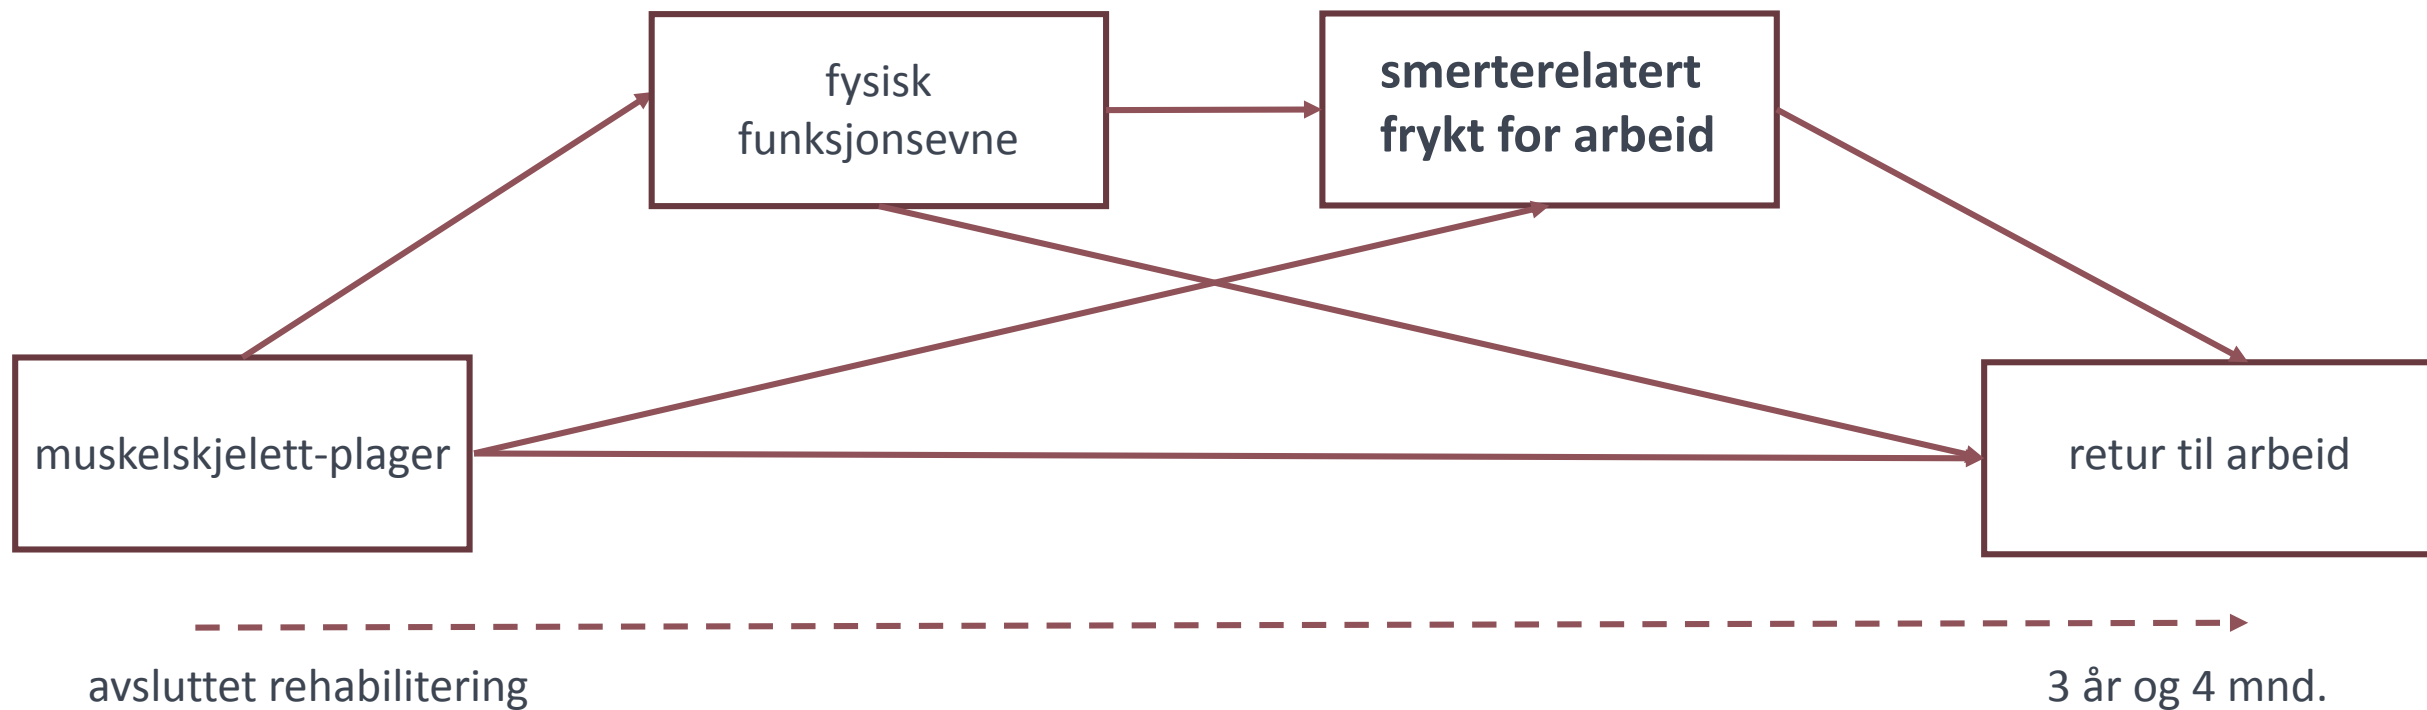 fysisk
funksjonsevne
smerterelatert
frykt for arbeid
muskelskjelett-plager
retur til arbeid
avsluttet rehabilitering
3 år og 4 mnd.